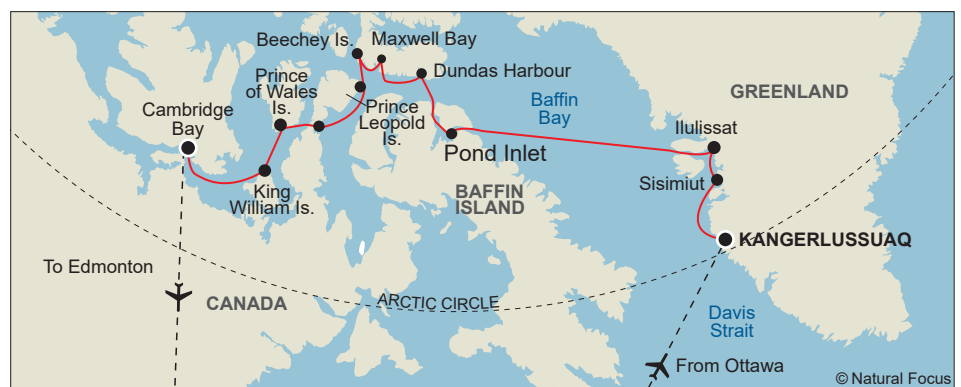 Beechey Is.
Maxwell Bay
Dundas Harbour
Prince
of Wales
Is.
Prince
Leopold
Is.
Cambridge
Bay
Baffin
Bay
GREENLAND
Ilulissat
Pond Inlet
Sisimiut
King
William Is.
BAFFIN
ISLAND
KANGERLUSSUAQ
To Edmonton
CANADA
ARCTIC CIRCLE
Davis
Strait
From Ottawa
© Natural Focus